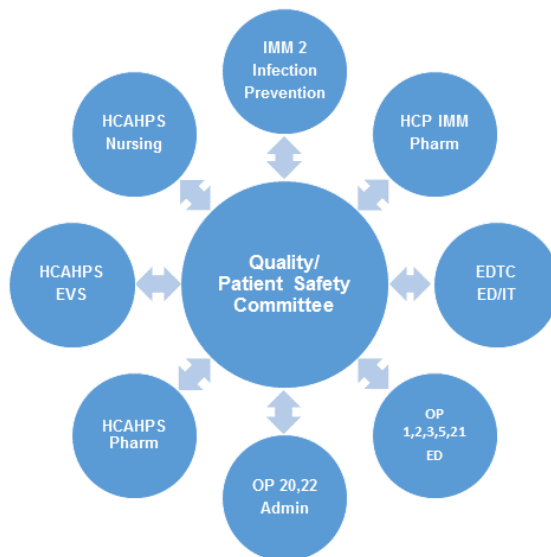 IMM 2
Infection
Prevention
HCAHPS
Nursing
HCP IMM
Pharm
Quality/
Patient Safety
Committee
HCAHPS
EVS
EDTC
ED/IT
HCAHPS
Pharm
OP
1,2,3,5,21
ED
OP 20,22
Admin